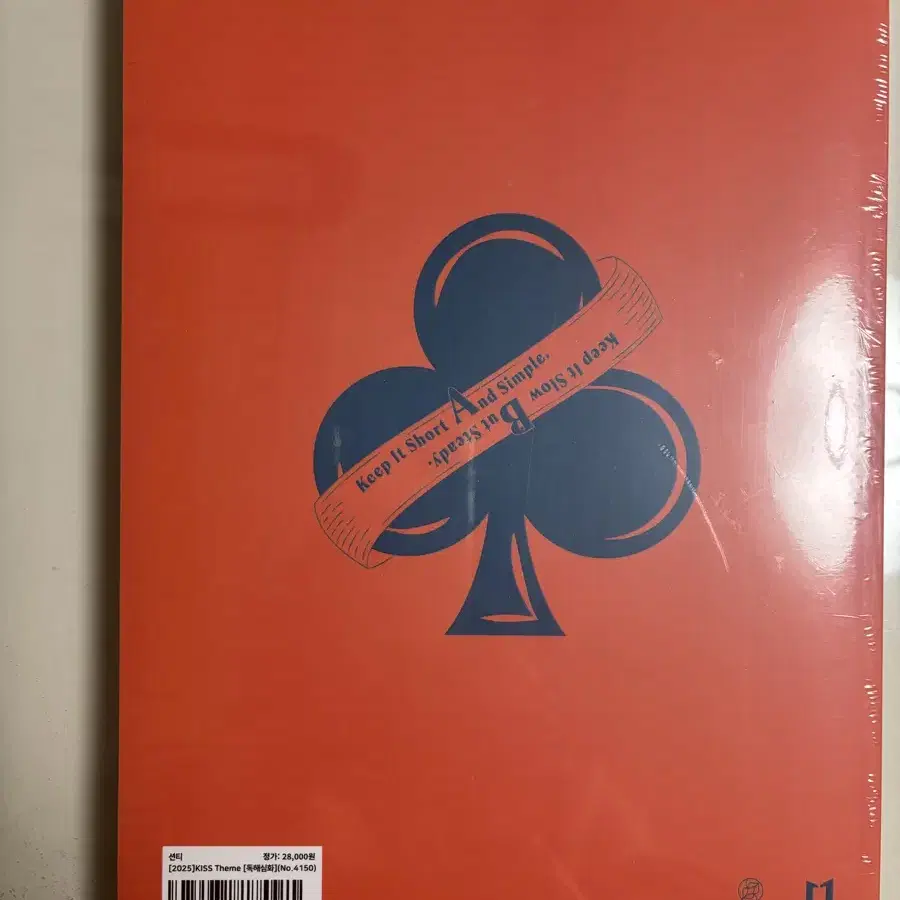 Keep It Short And Simple,
Keep It Slow But Steady.
션티 정가: 28,000원
[2025]KISS Theme [독해심화](No.4150)